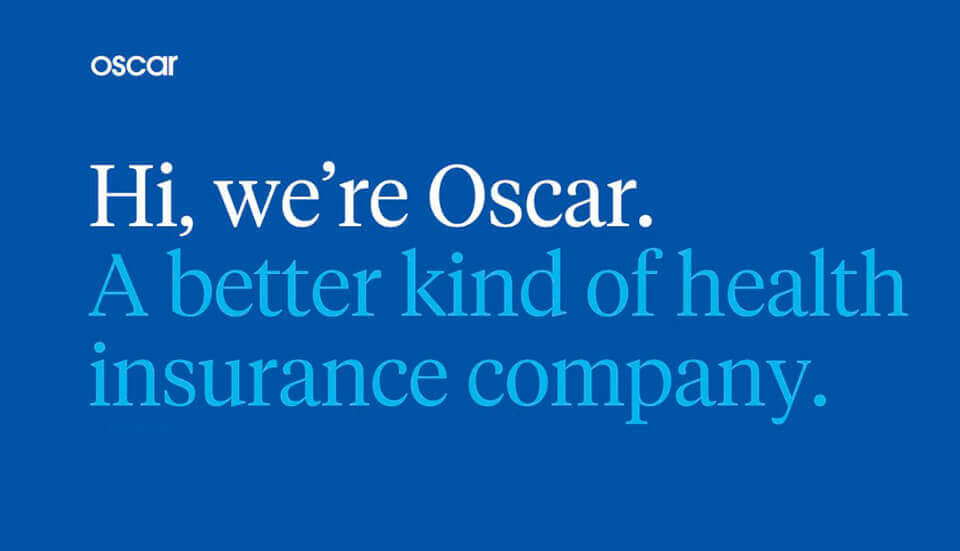 oscar
Hi, we’re Oscar.
A better kind of health
insurance company.